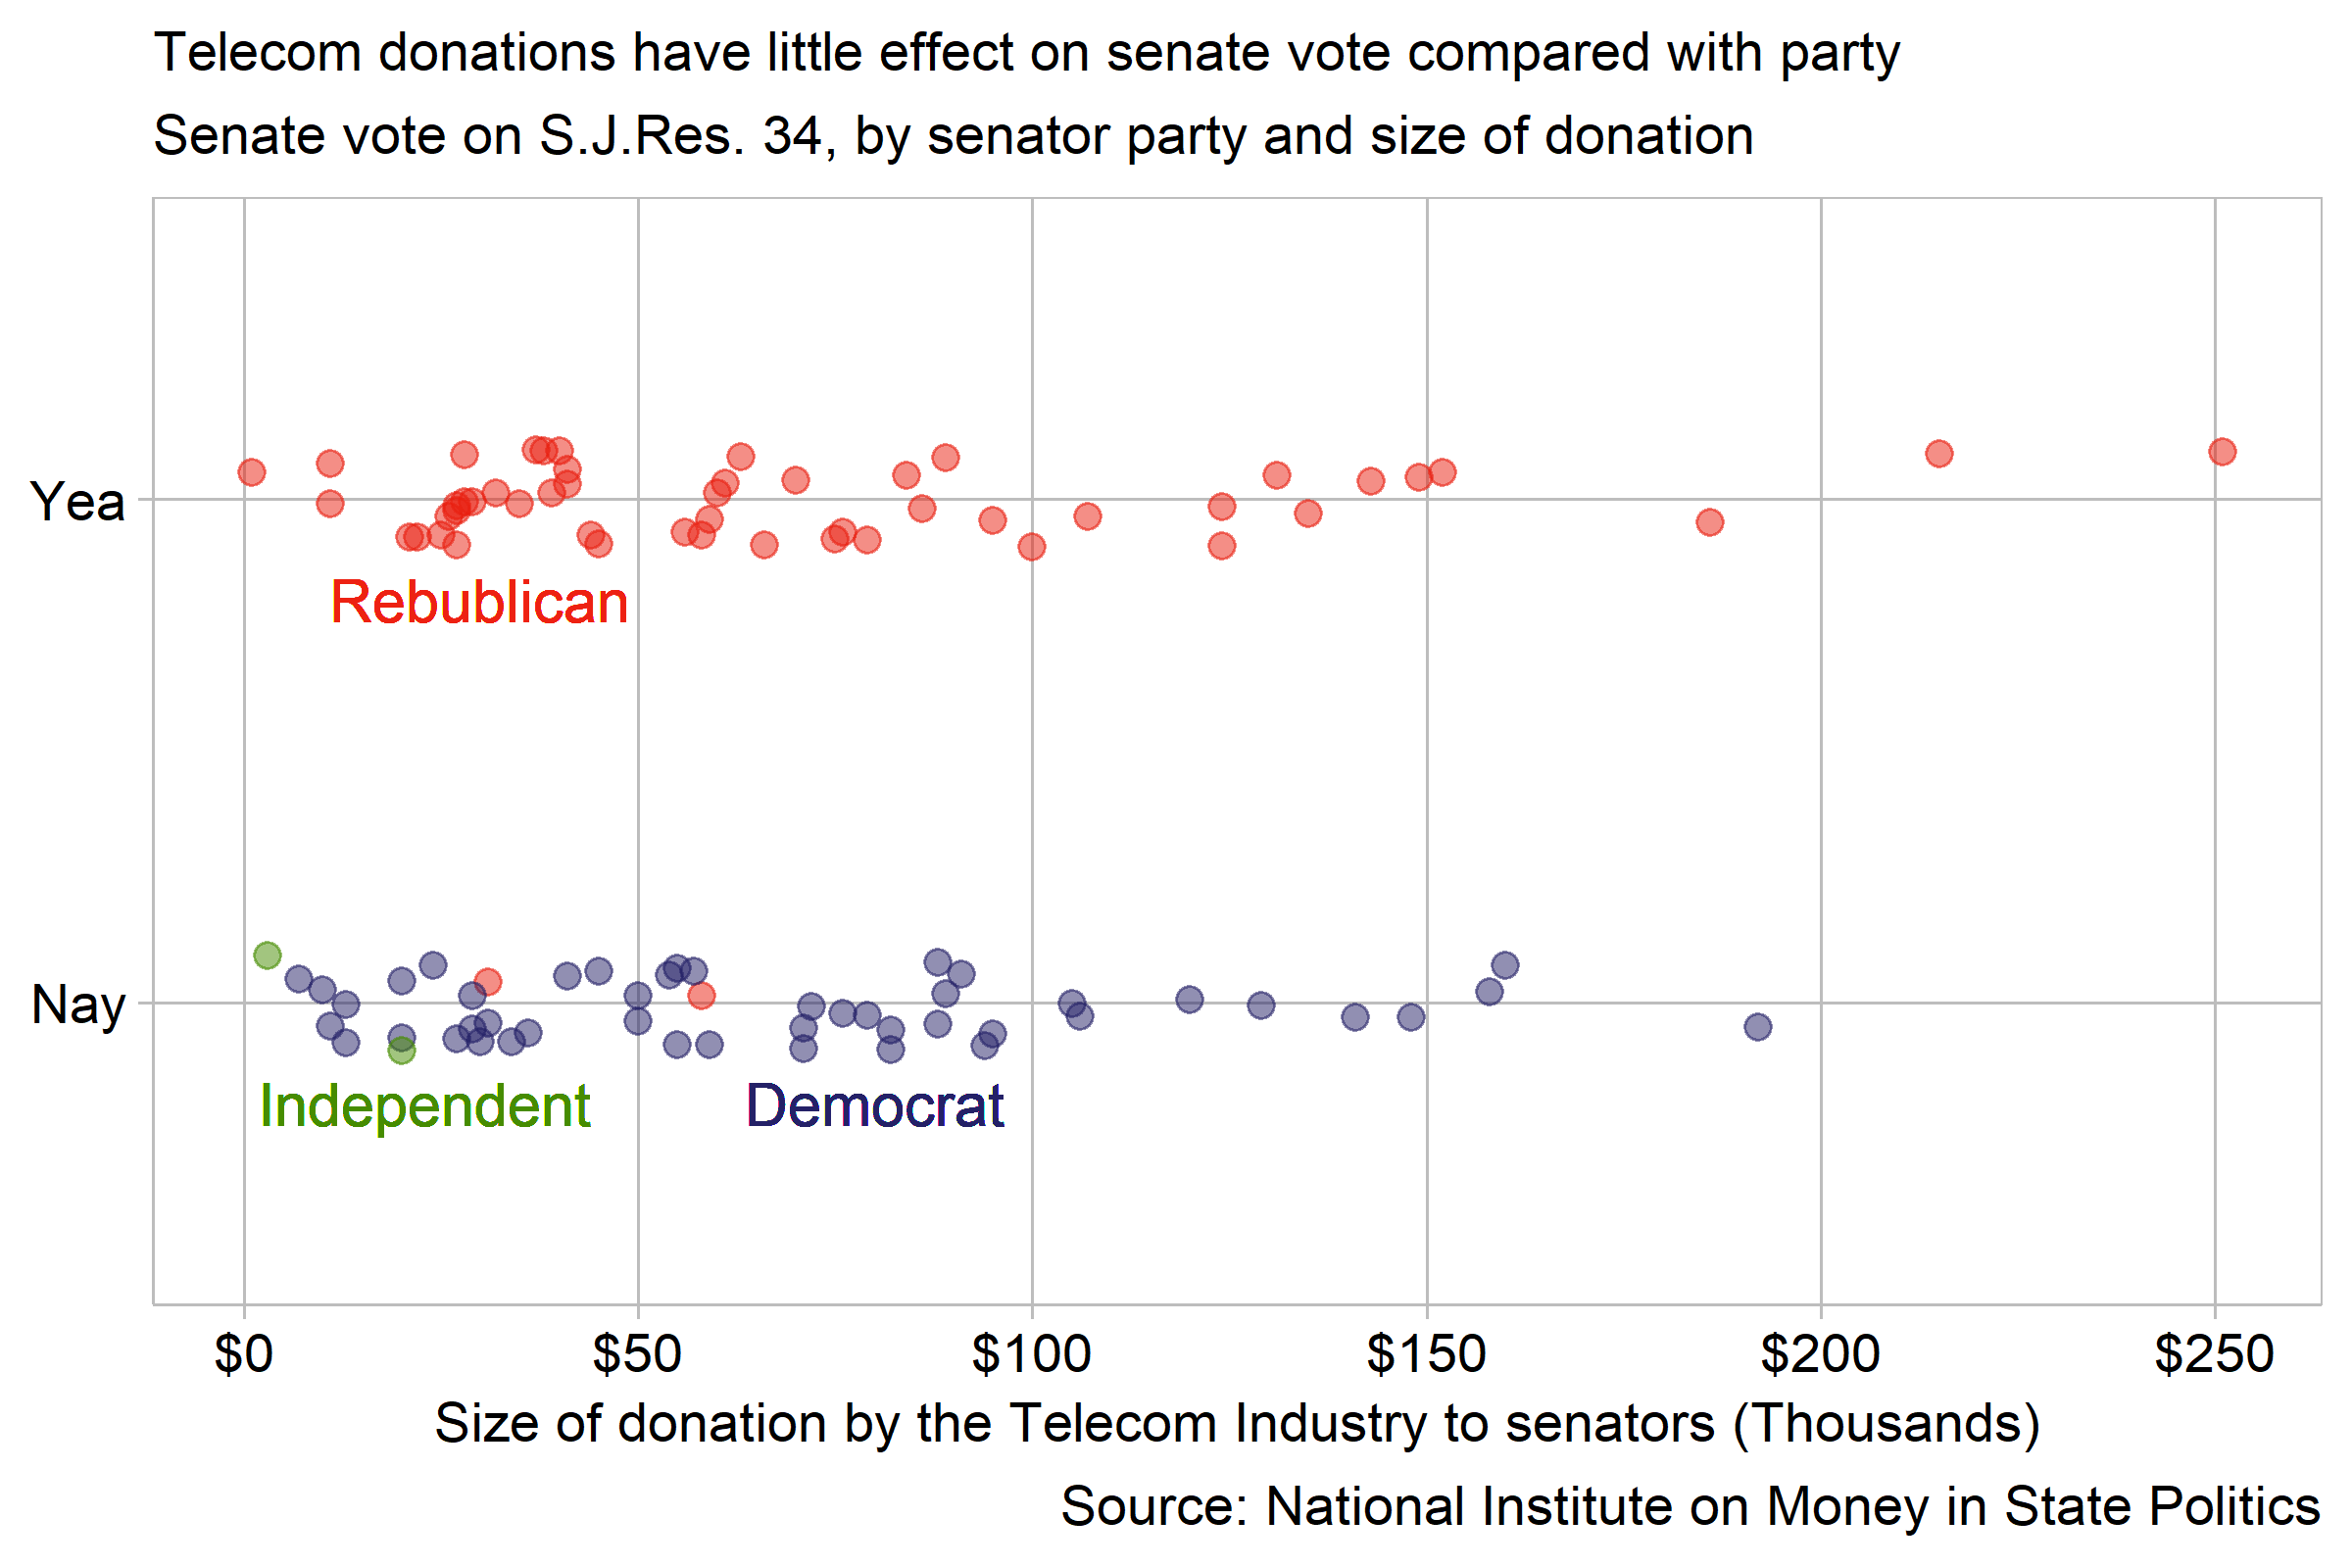 Telecom donations have little effect on senate vote compared with party
Senate vote on S.J.Res. 34, by senator party and size of donation
Yea
Rebublican
Nay
Independent
Democrat
$0
$50
$100
$150
$200
$250
Size of donation by the Telecom Industry to senators (Thousands)
Source: National Institute on Money in State Politics